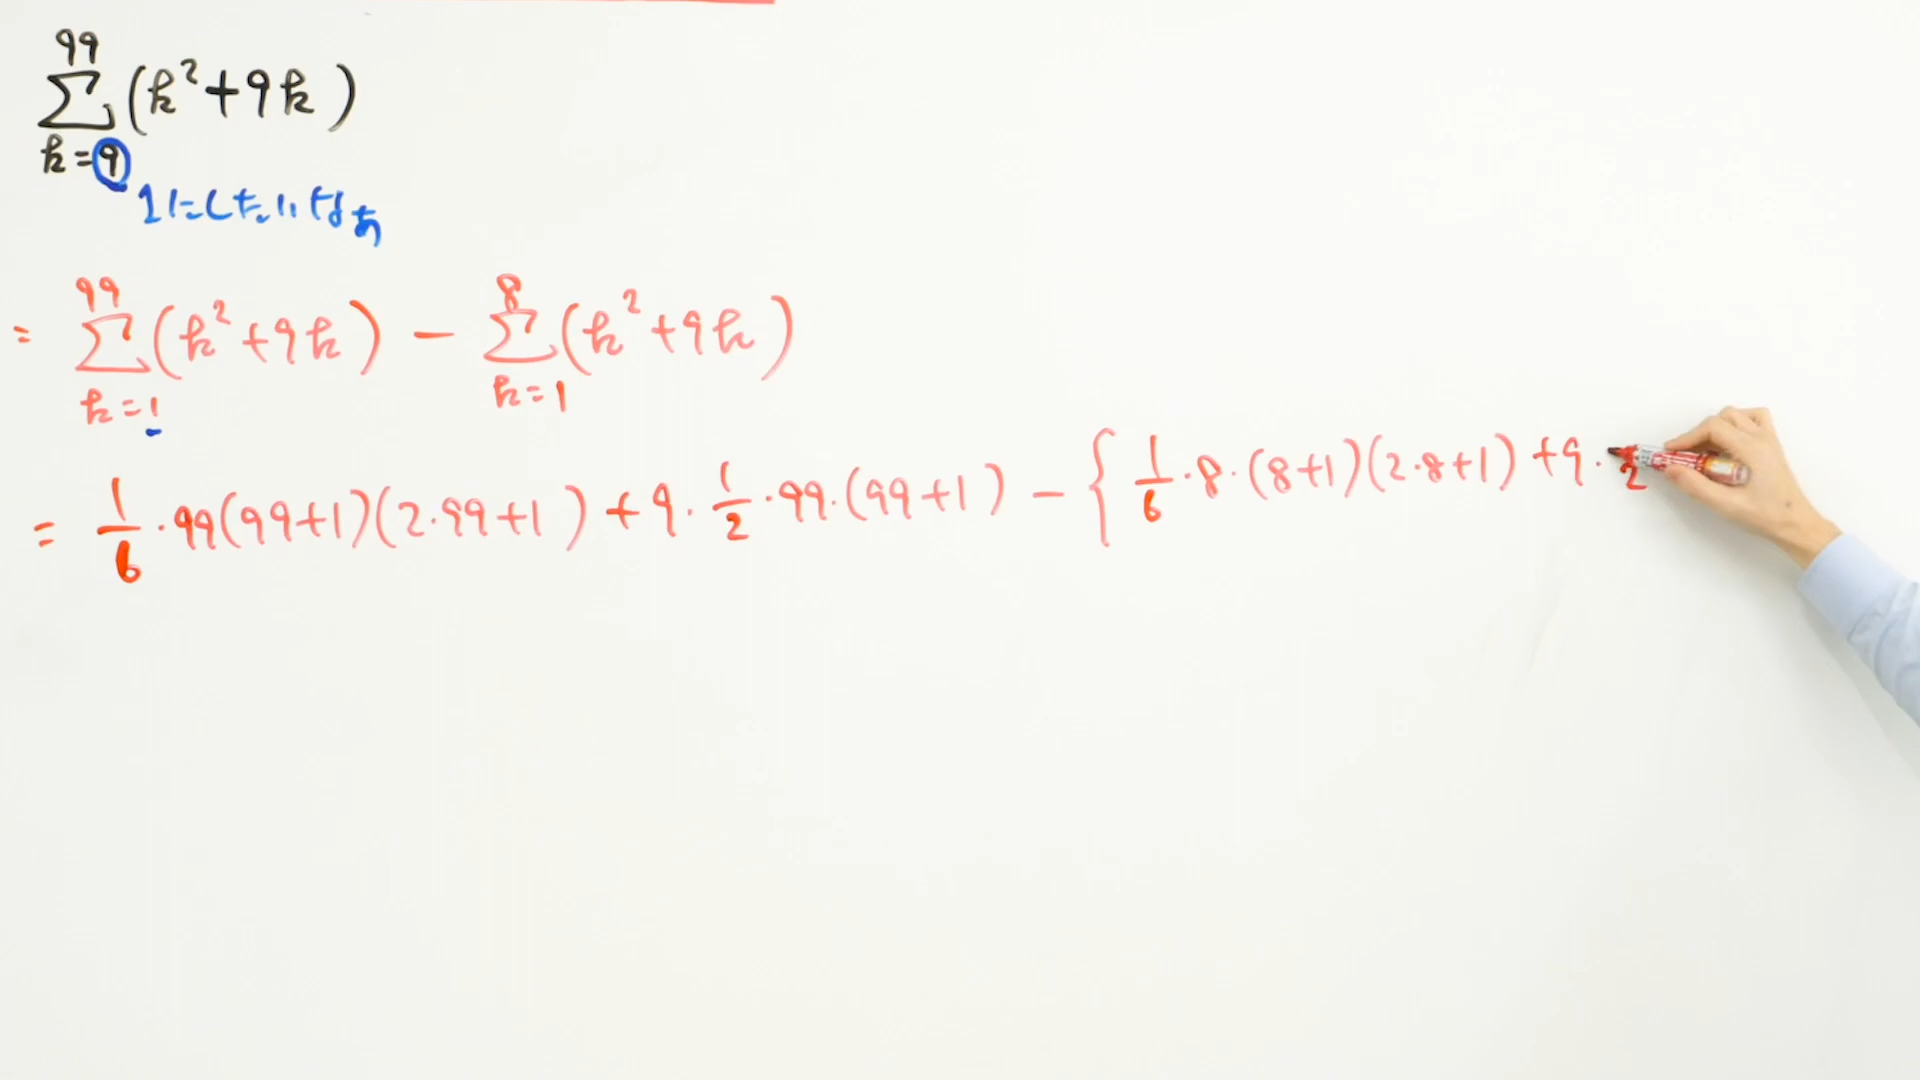 99
∑(k²+9k)
k=9
1にしたいなあ
= 99∑k=1(k²+9k) − 8∑k=1(k²+9k)
= 1/6・99(99+1)(2・99+1)+9・1/2・99・(99+1) − {1/6・8・(8+1)(2・8+1)+9・ 2